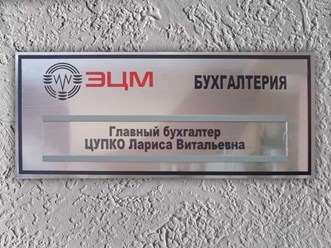 ЭЦМ БУХГАЛТЕРИЯ
Главный бухгалтер
ЦУПКО Лариса Витальевна